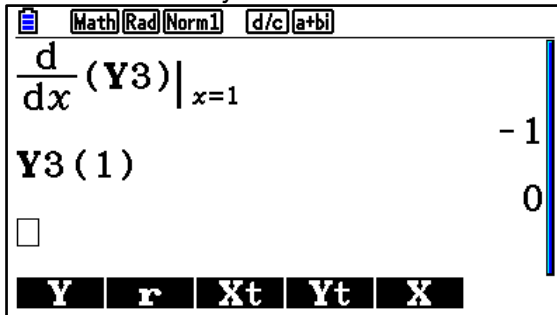 Math Rad Norm1 d/c a+bi
d/dx (Y3)|x=1
-1
Y3(1)
0
Y r Xt Yt X